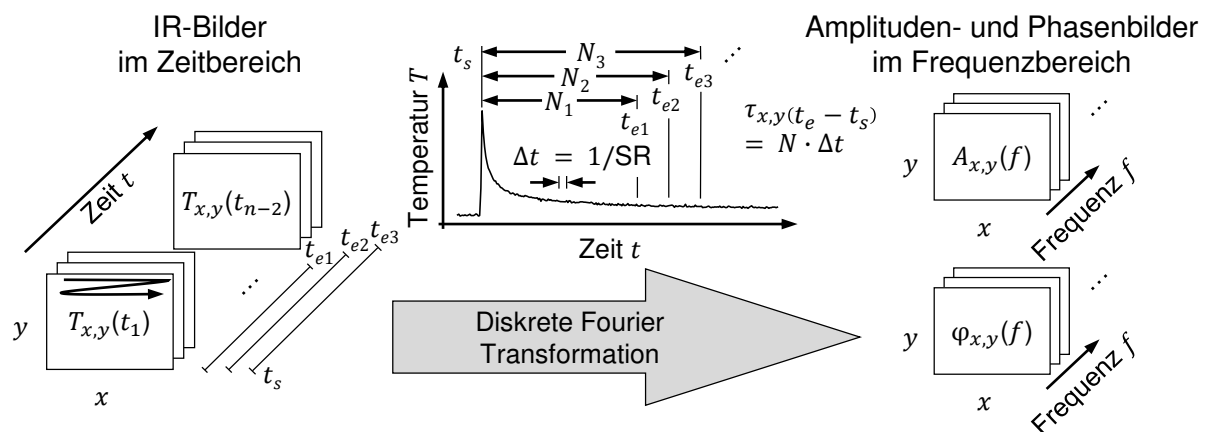 IR-Bilder
im Zeitbereich
Zeit t
T_{x,y}(t_{n−2})
t_{e1} t_{e2} t_{e3}
...
T_{x,y}(t_1)
y
x
t_s
t_s
N_3
N_2
N_1
t_{e3}
t_{e2}
t_{e1}
...
Temperatur T
Δt = 1/SR
Zeit t
τ_{x,y}(t_e − t_s)
= N · Δt
Diskrete Fourier
Transformation
Amplituden- und Phasenbilder
im Frequenzbereich
...
A_{x,y}(f)
y
x
Frequenz f
...
φ_{x,y}(f)
y
x
Frequenz f